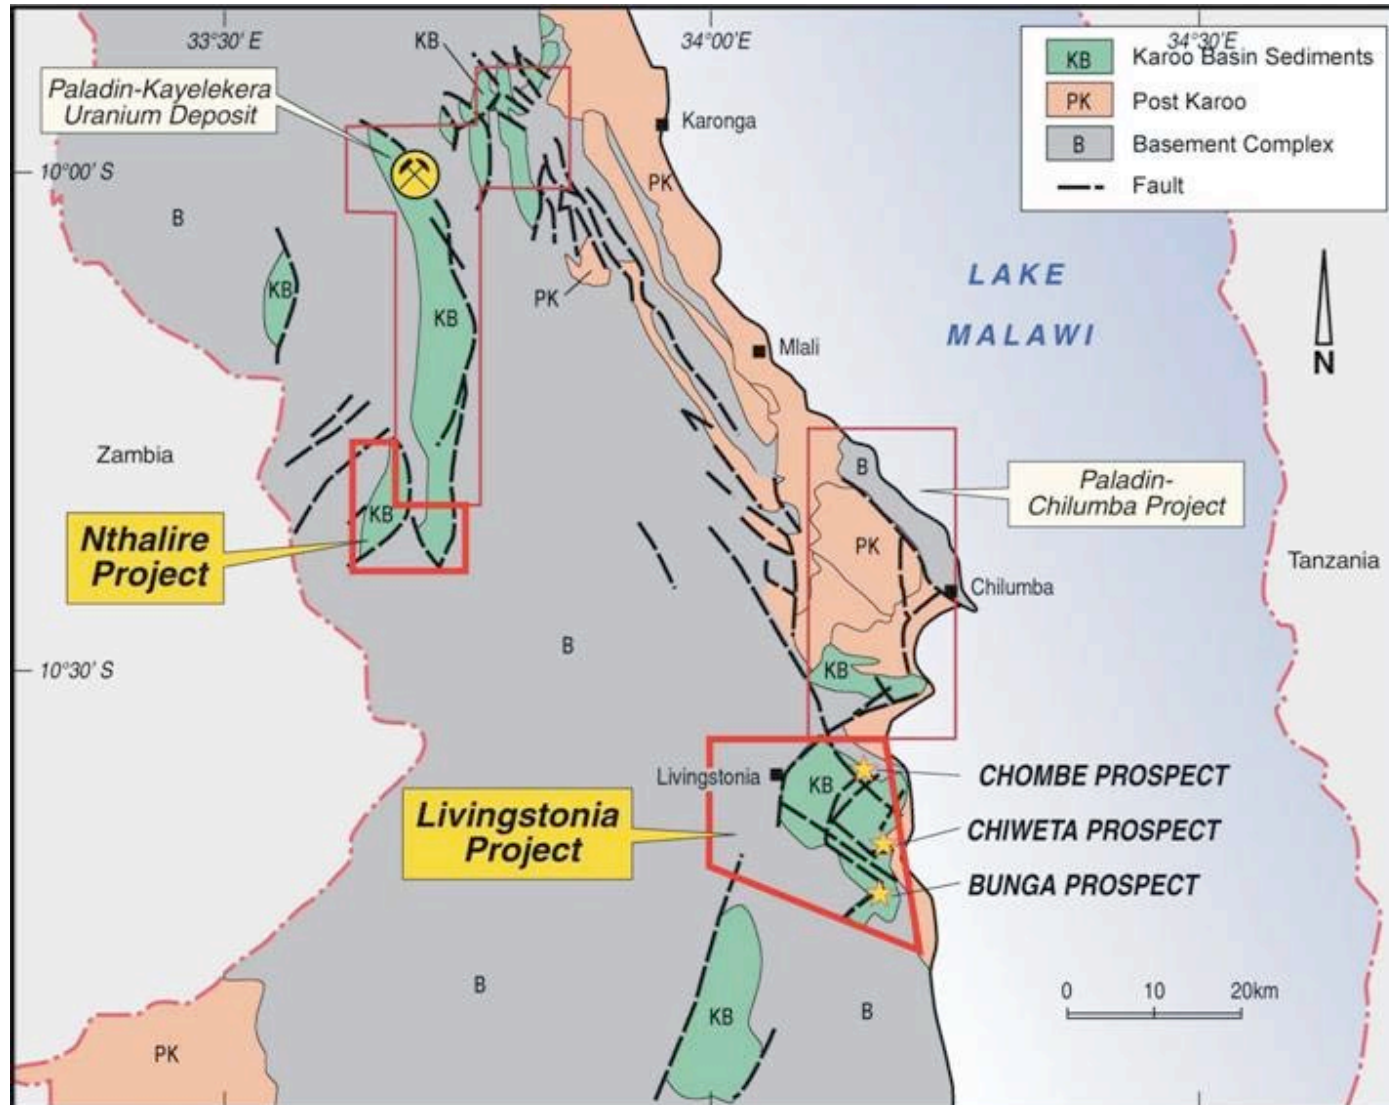 33°30' E
KB
34°00'E
34°30' E
KB Karoo Basin Sediments
PK Post Karoo
B Basement Complex
Fault
Paladin-Kayelekera
Uranium Deposit
Karonga
10°00' S
PK
B
KB
PK
KB
LAKE
MALAWI
N
Mlali
Zambia
B
Paladin-
Chilumba Project
KB
Nthalire
Project
PK
Tanzania
Chilumba
B
10°30' S
KB
Livingstonia
KB
CHOMBE PROSPECT
Livingstonia
Project
CHIWETA PROSPECT
BUNGA PROSPECT
B
KB
B
0 10 20km
PK